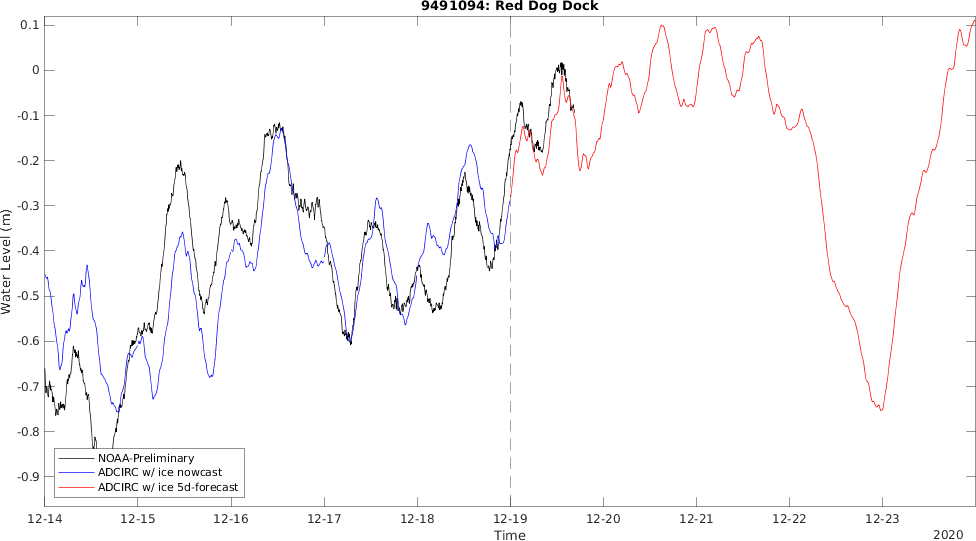 9491094: Red Dog Dock
0.1
0
-0.1
-0.2
-0.3
-0.4
-0.5
-0.6
-0.7
-0.8
-0.9
Water Level (m)
NOAA-Preliminary
ADCIRC w/ ice nowcast
ADCIRC w/ ice 5d-forecast
12-14 12-15 12-16 12-17 12-18 12-19 12-20 12-21 12-22 12-23
Time
2020